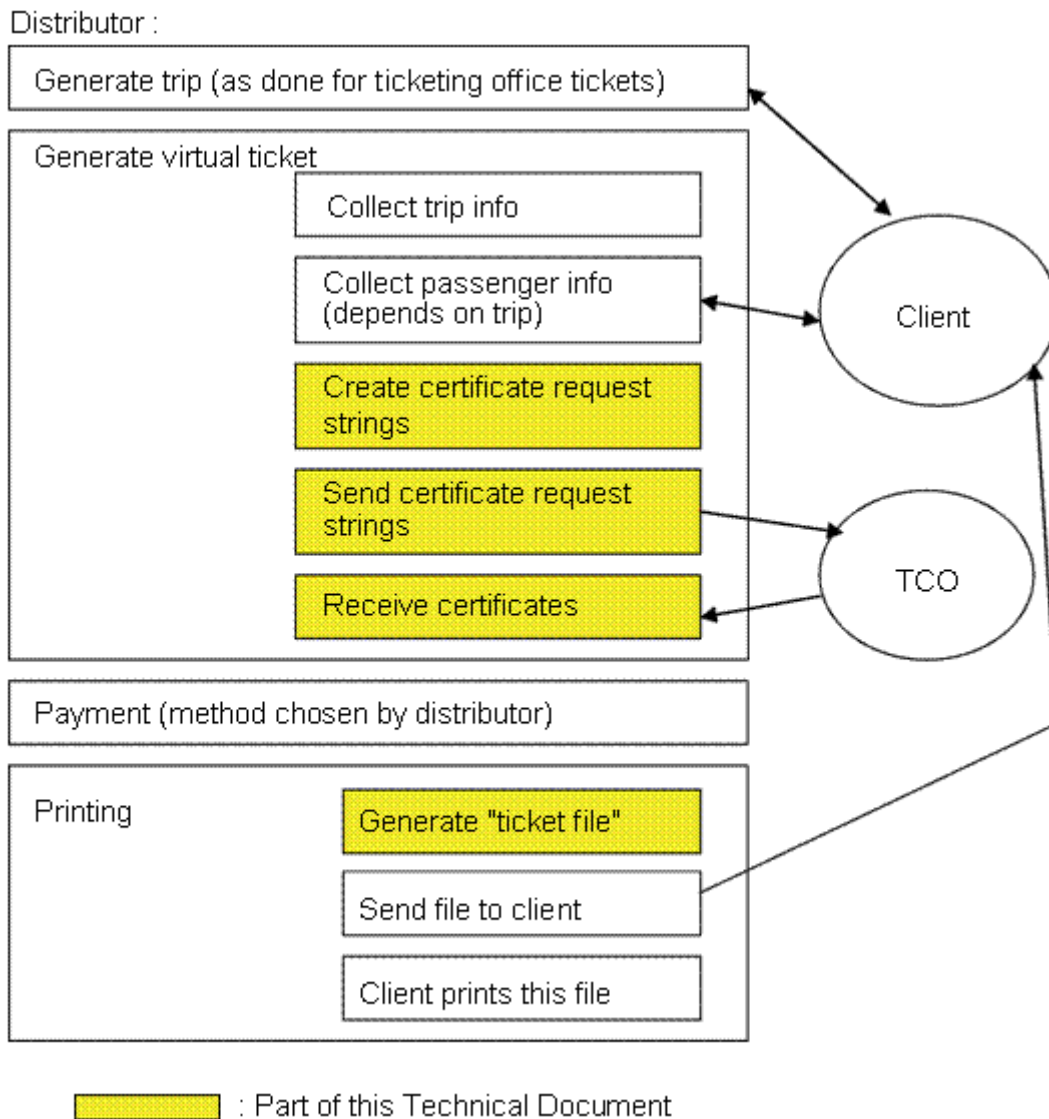 Distributor :
Generate trip (as done for ticketing office tickets)
Generate virtual ticket
Collect trip info
Collect passenger info
(depends on trip)
Client
Create certificate request
strings
Send certificate request
strings
TCO
Receive certificates
Payment (method chosen by distributor)
Printing
Generate "ticket file"
Send file to client
Client prints this file
: Part of this Technical Document